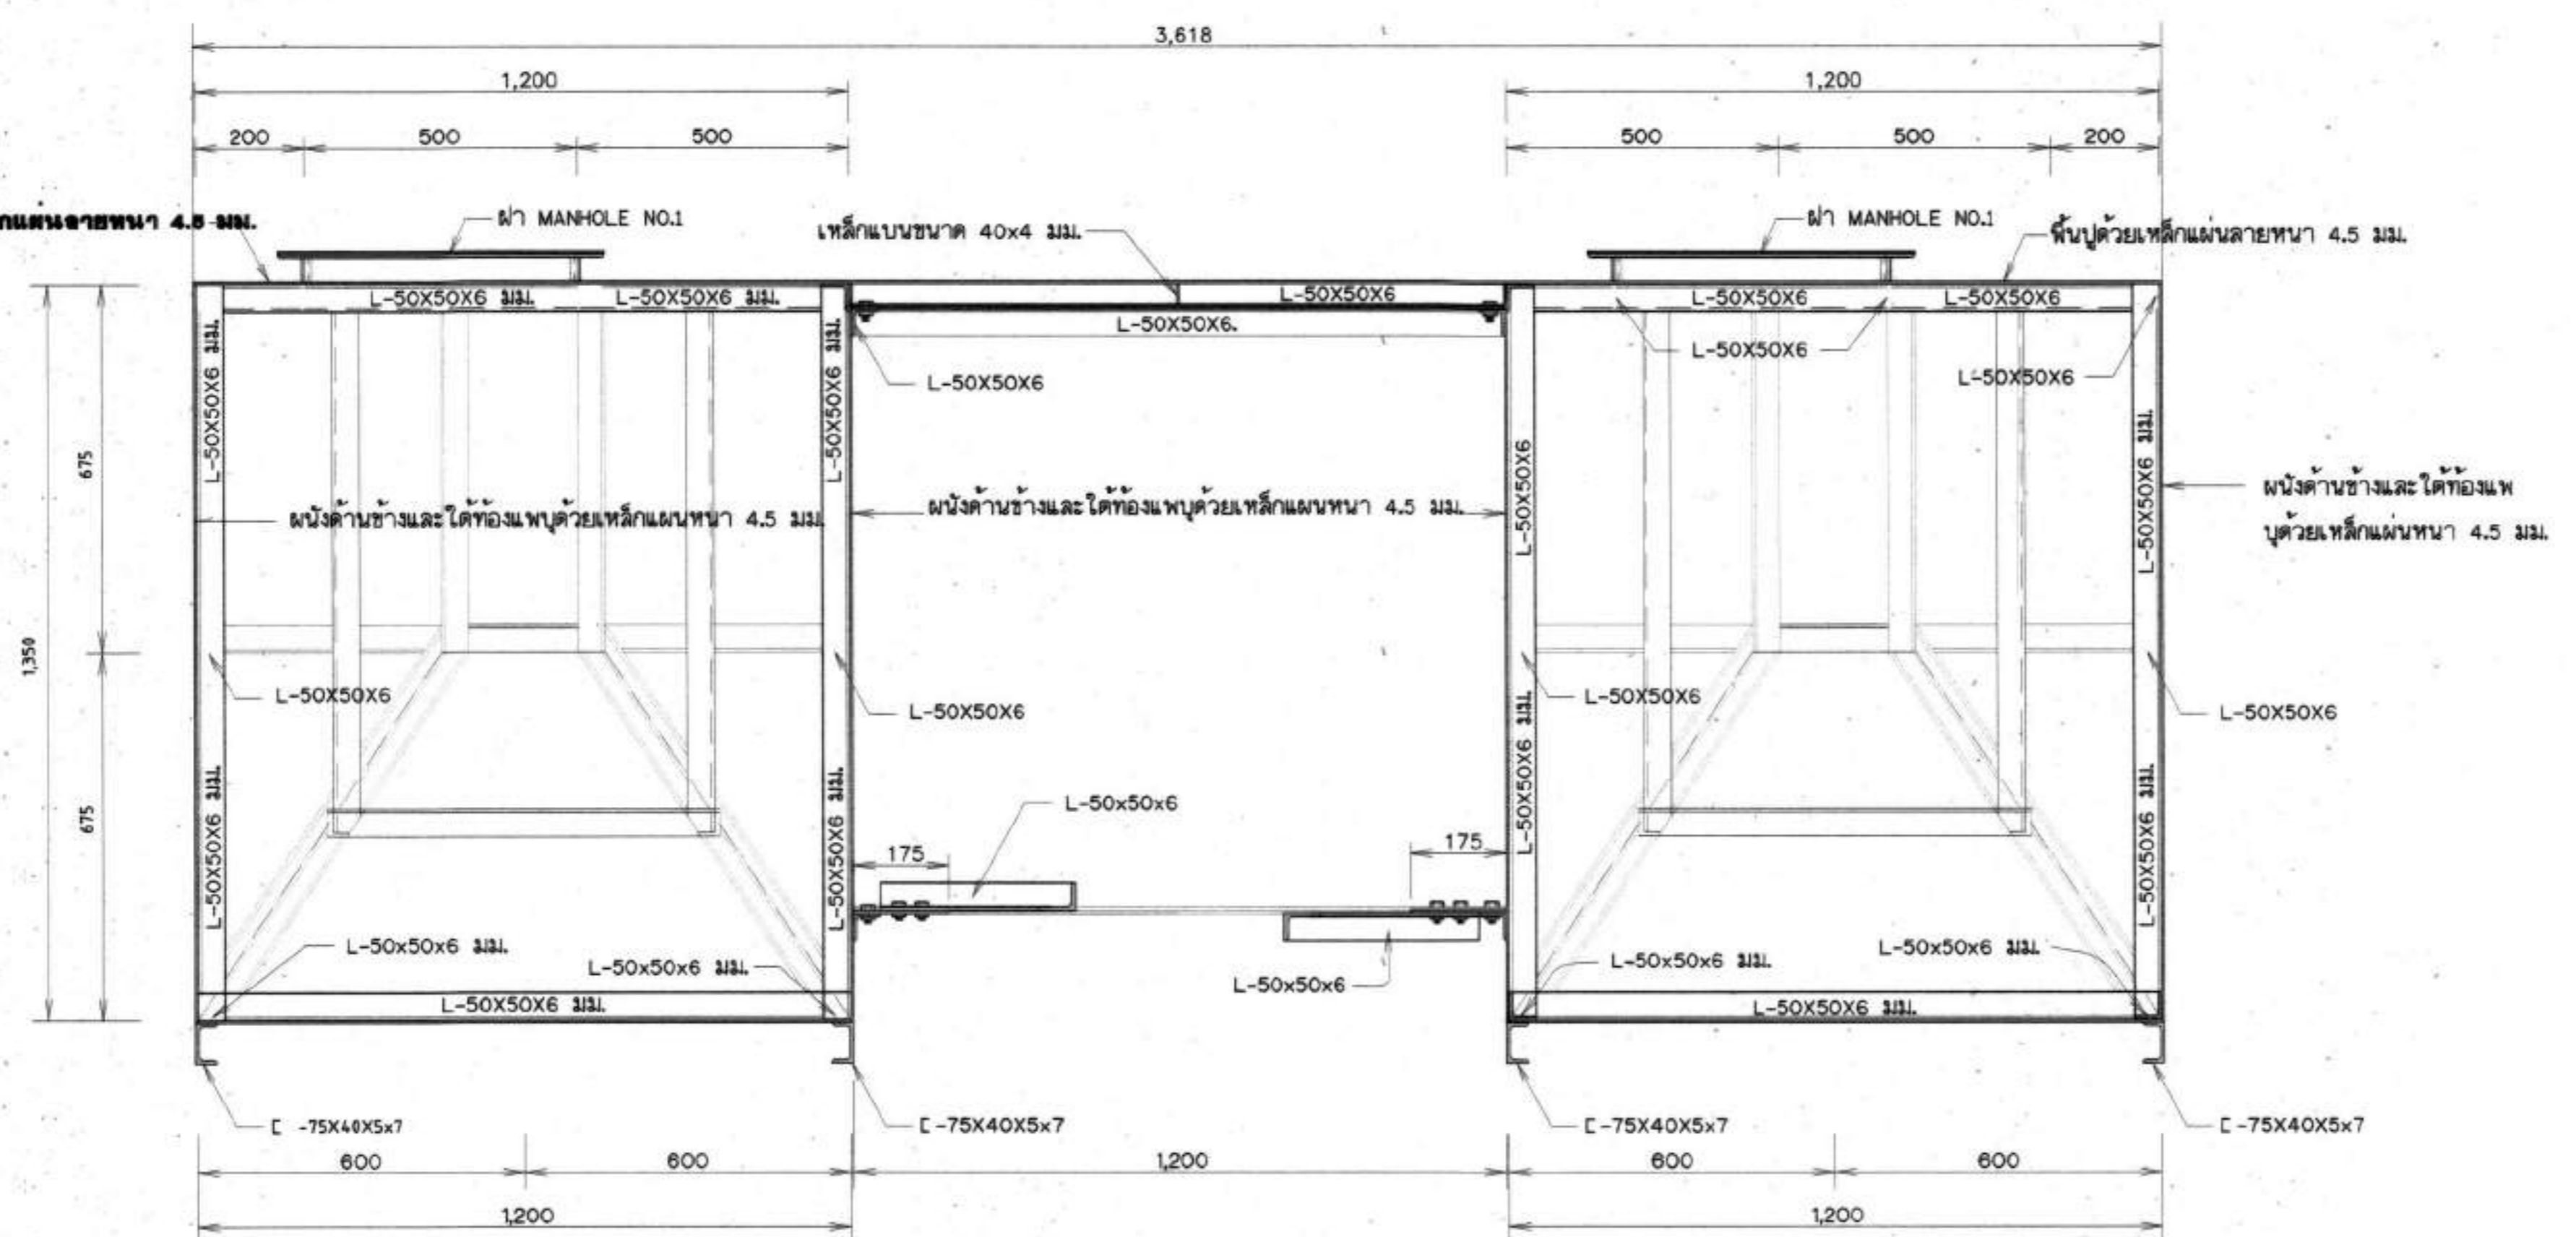 3,618
1,200
1,200
200
500
500
500
500
200
แผ่นลายหนา 4.5 มม.
ฝา MANHOLE NO.1
เหล็กแบนขนาด 40x4 มม.
ฝา MANHOLE NO.1
พื้นปูด้วยเหล็กแผ่นลายหนา 4.5 มม.
L-50X50X6 มม.
L-50X50X6 มม.
L-50X50X6
L-50X50X6
L-50X50X6
L-50X50X6.
L-50X50X6
L-50X50X6
L-50X50X6
L-50X50X6 มม.
L-50X50X6 มม.
L-50X50X6
L-50X50X6 มม.
675
1,350
675
ผนังด้านข้างและใต้ท้องแพบุด้วยเหล็กแผนหนา 4.5 มม.
ผนังด้านข้างและใต้ท้องแพบุด้วยเหล็กแผนหนา 4.5 มม.
ผนังด้านข้างและใต้ท้องแพ
บุด้วยเหล็กแผ่นหนา 4.5 มม.
L-50X50X6
L-50X50X6
L-50X50X6
L-50X50X6
L-50X50X6 มม.
L-50X50X6 มม.
L-50X50X6 มม.
L-50X50X6 มม.
L-50x50x6
175
175
L-50x50x6 มม.
L-50x50x6 มม.
L-50x50x6
L-50x50x6 มม.
L-50x50x6 มม.
L-50X50X6 มม.
L-50X50X6 มม.
[ -75X40X5x7
[-75X40X5x7
[-75X40X5x7
[-75X40X5x7
600
600
1,200
600
600
1,200
1,200